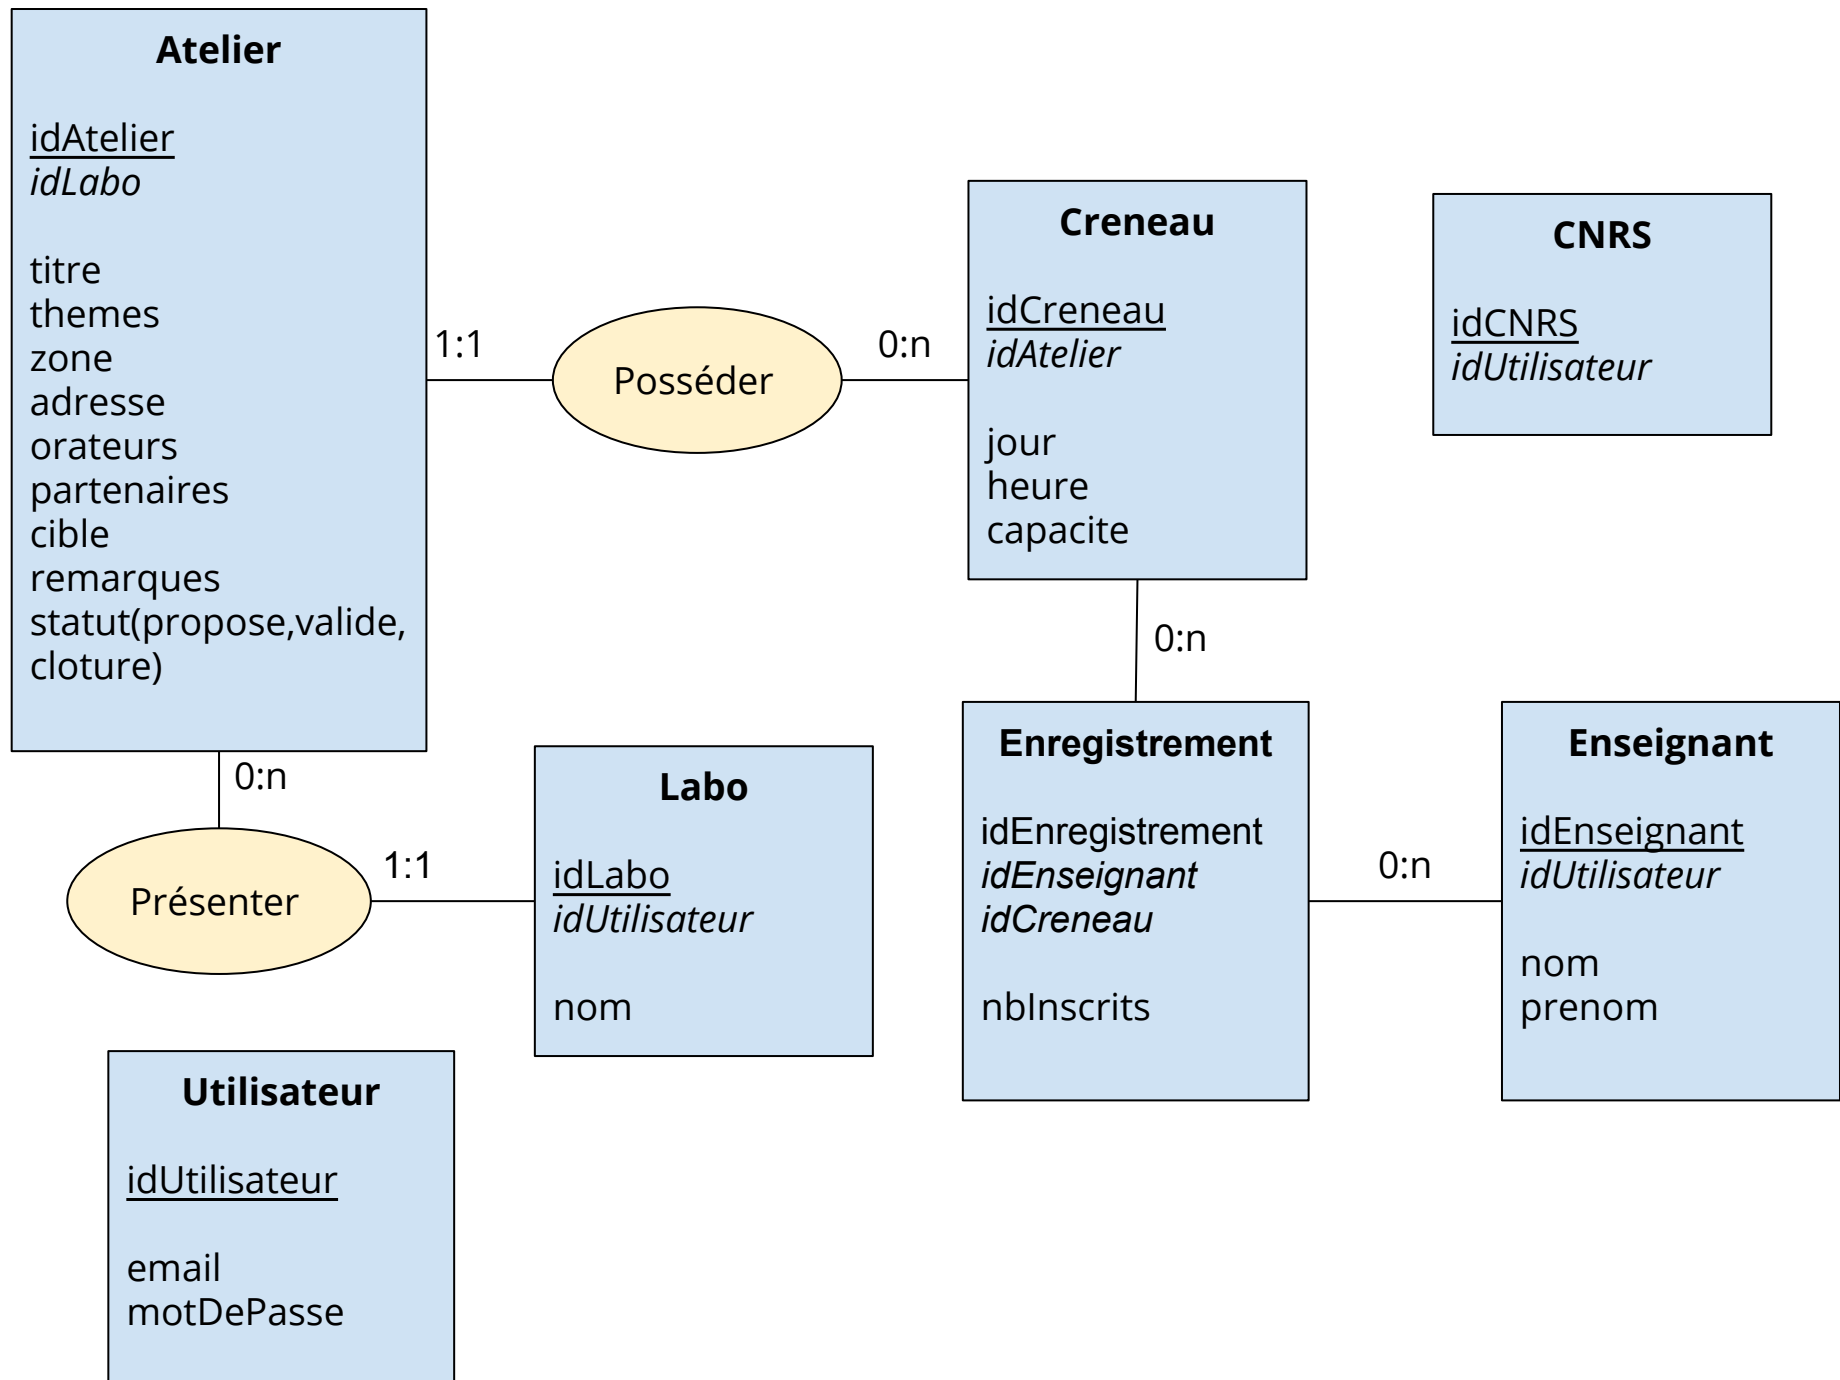 Atelier
idAtelier
idLabo
titre
themes
zone
adresse
orateurs
partenaires
cible
remarques
statut(propose,valide,
cloture)
1:1
Posséder
0:n
Creneau
idCreneau
idAtelier
jour
heure
capacite
CNRS
idCNRS
idUtilisateur
0:n
0:n
Présenter
1:1
Labo
idLabo
idUtilisateur
nom
Enregistrement
idEnregistrement
idEnseignant
idCreneau
nbInscrits
0:n
Enseignant
idEnseignant
idUtilisateur
nom
prenom
Utilisateur
idUtilisateur
email
motDePasse